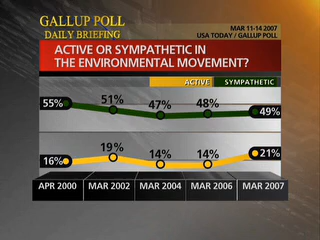 GALLUP POLL
DAILY BRIEFING
MAR 11-14 2007
USA TODAY / GALLUP POLL
ACTIVE OR SYMPATHETIC IN
THE ENVIRONMENTAL MOVEMENT?
ACTIVE SYMPATHETIC
55% 51% 47% 48% 49%
16% 19% 14% 14% 21%
APR 2000 MAR 2002 MAR 2004 MAR 2006 MAR 2007